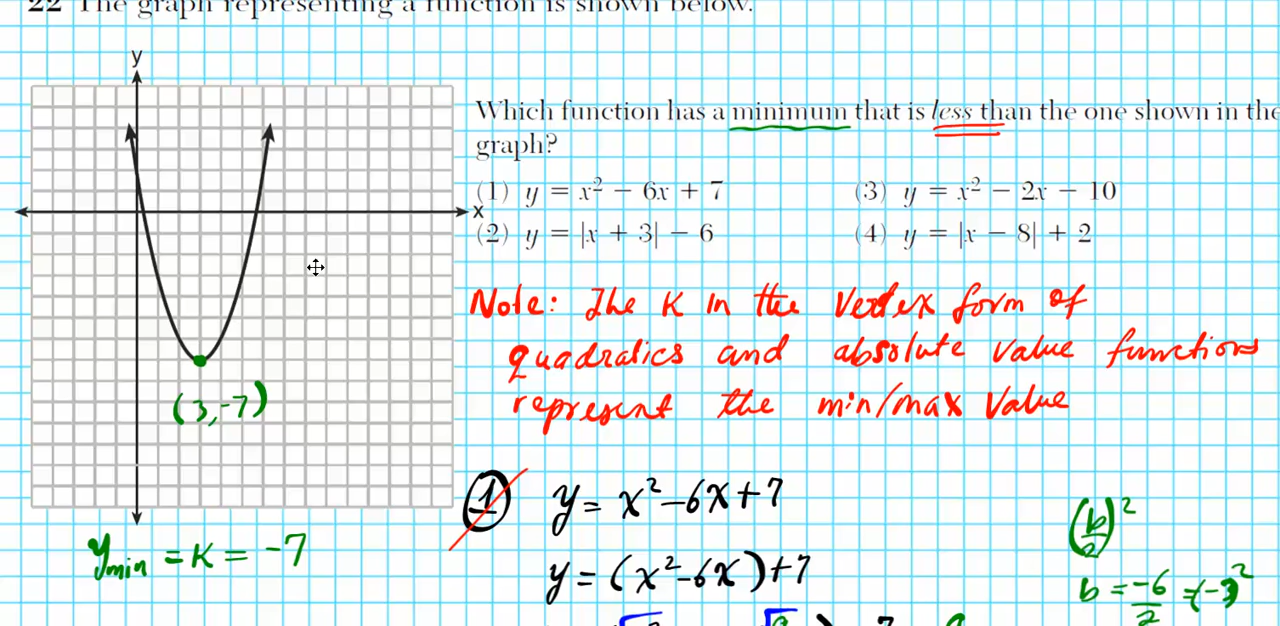 22 The graph representing a function is shown below.
y
x
Which function has a minimum that is less than the one shown in the
graph?
(1) y = x² − 6x + 7
(3) y = x² − 2x − 10
(2) y = |x + 3| − 6
(4) y = |x − 8| + 2
Note: The K in the Vertex form of
quadratics and absolute value functions
represent the min/max Value
(3,-7)
ymin = K = -7
1 y = x²-6x+7
y = (x²-6x)+7
(b/2)²
b = -6/2 =(-3)²